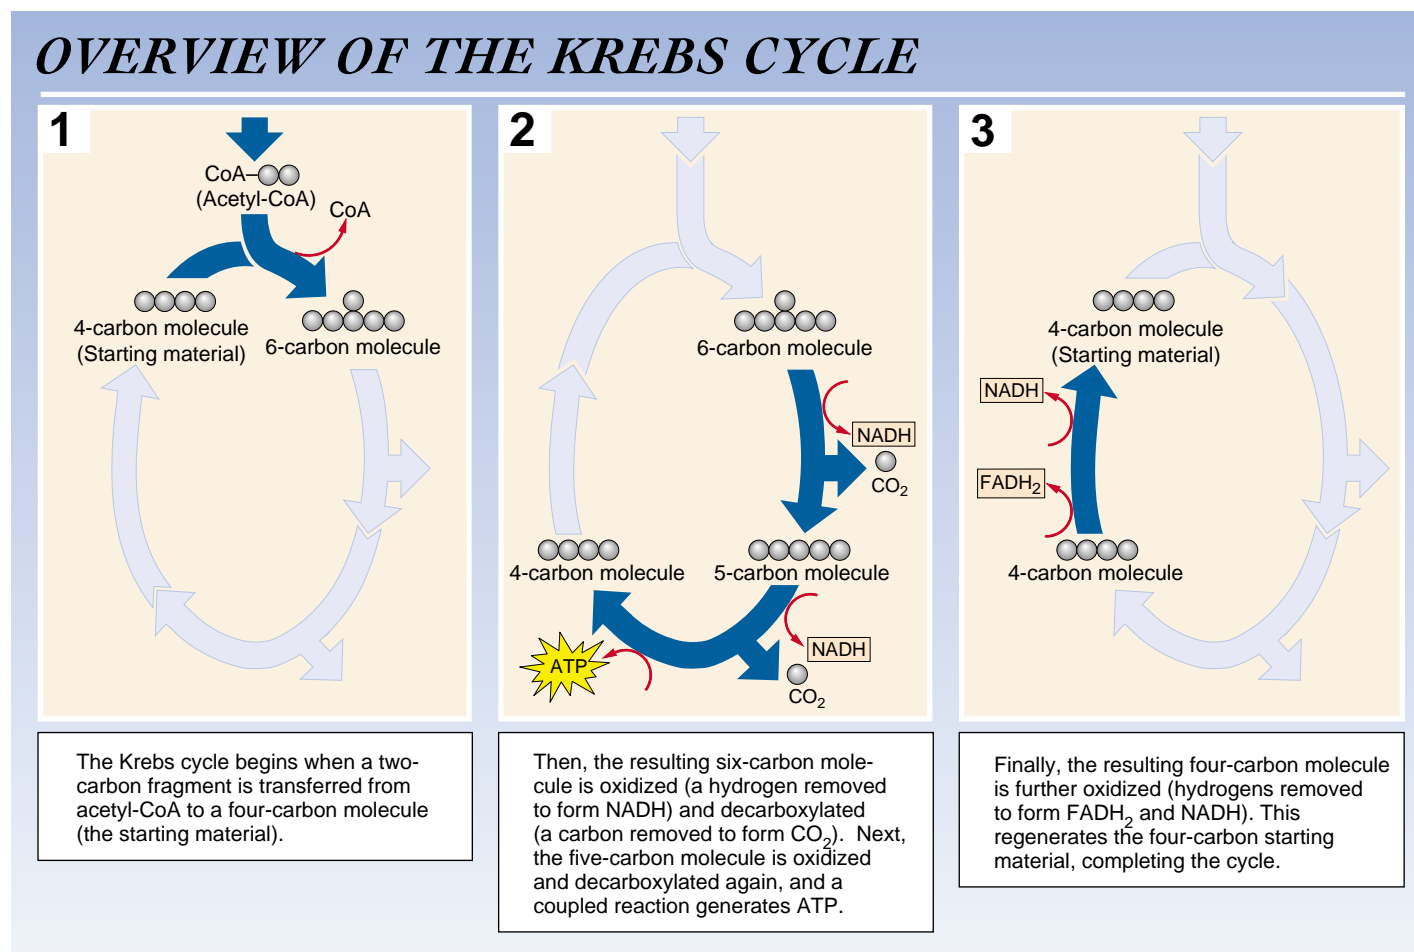 OVERVIEW OF THE KREBS CYCLE
1
CoA–
(Acetyl-CoA)
CoA
4-carbon molecule
(Starting material)
6-carbon molecule
The Krebs cycle begins when a two-
carbon fragment is transferred from
acetyl-CoA to a four-carbon molecule
(the starting material).
2
6-carbon molecule
NADH
CO2
4-carbon molecule
5-carbon molecule
ATP
NADH
CO2
Then, the resulting six-carbon mole-
cule is oxidized (a hydrogen removed
to form NADH) and decarboxylated
(a carbon removed to form CO2). Next,
the five-carbon molecule is oxidized
and decarboxylated again, and a
coupled reaction generates ATP.
3
4-carbon molecule
(Starting material)
NADH
FADH2
4-carbon molecule
Finally, the resulting four-carbon molecule
is further oxidized (hydrogens removed
to form FADH2 and NADH). This
regenerates the four-carbon starting
material, completing the cycle.